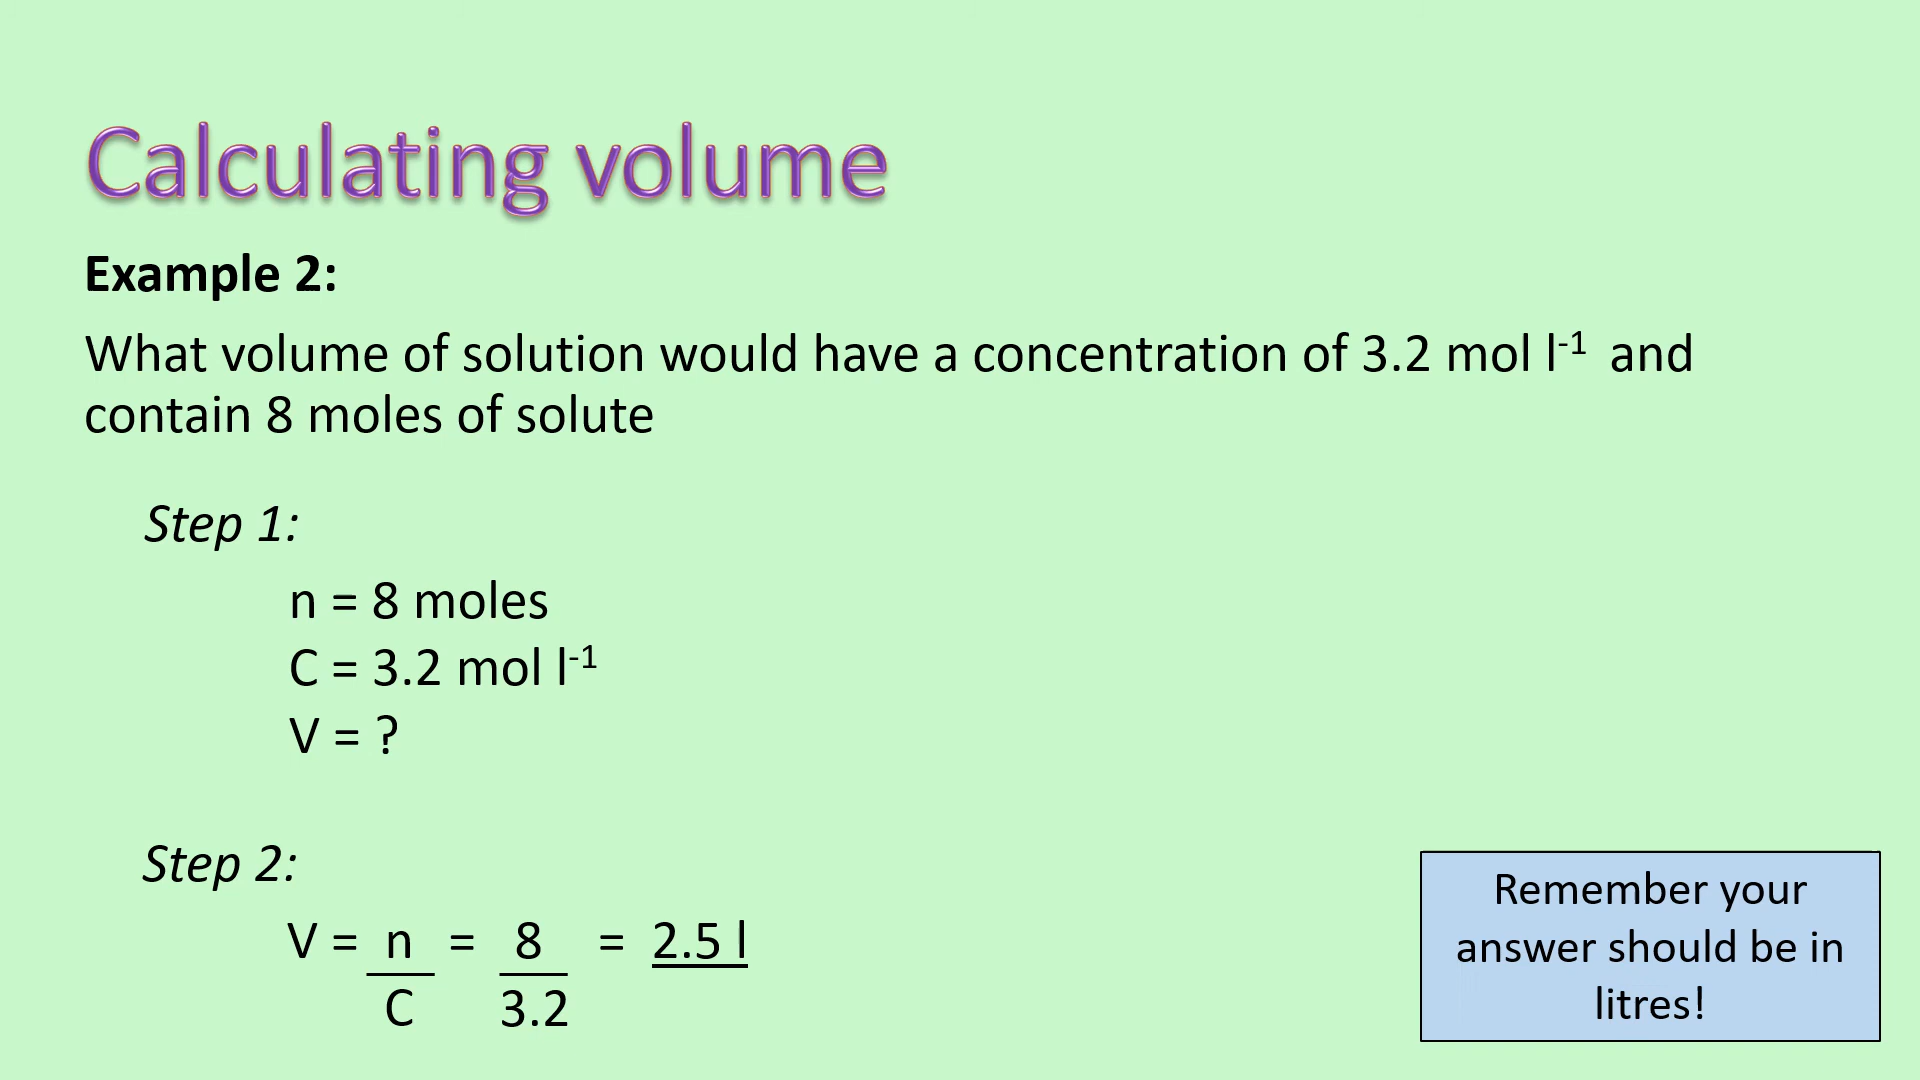 Calculating volume
Example 2:
What volume of solution would have a concentration of 3.2 mol l⁻¹ and
contain 8 moles of solute
Step 1:
n = 8 moles
C = 3.2 mol l⁻¹
V = ?
Step 2:
V = n = 8 = 2.5 l
C 3.2
Remember your
answer should be in
litres!